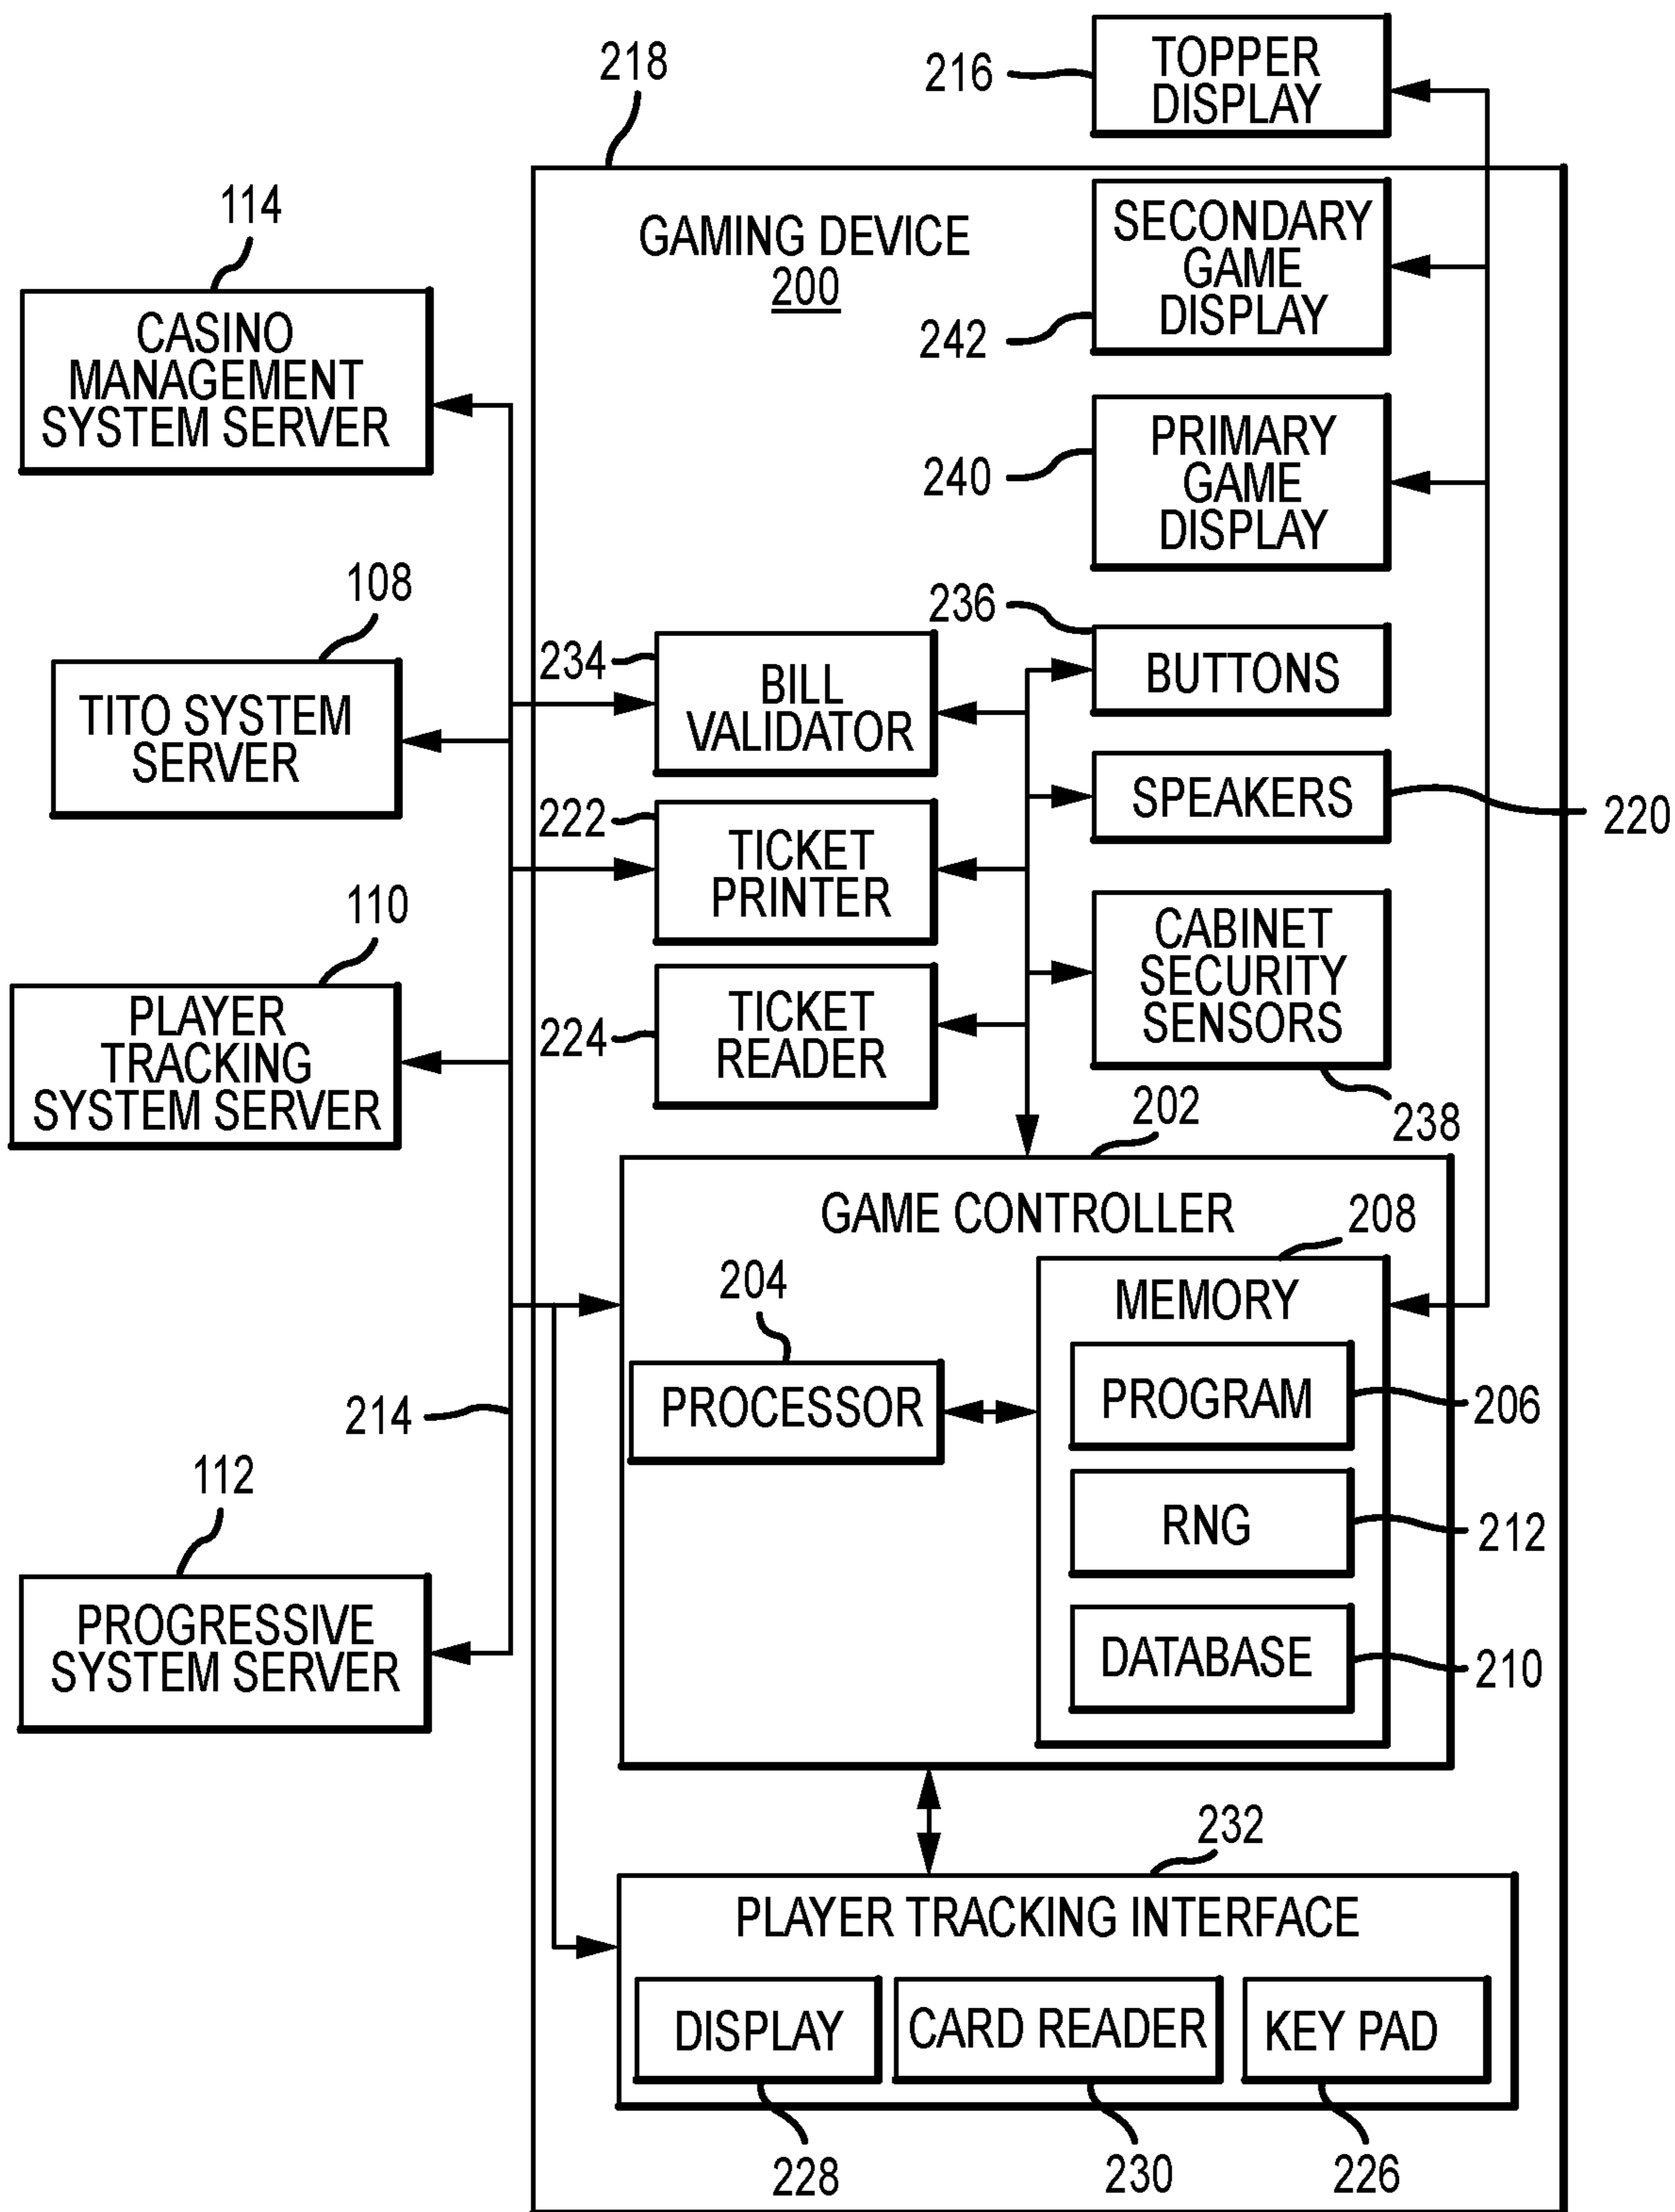 218
216
TOPPER
DISPLAY
114
GAMING DEVICE
200
SECONDARY
GAME
DISPLAY
242
CASINO
MANAGEMENT
SYSTEM SERVER
PRIMARY
GAME
DISPLAY
240
108
236
BUTTONS
234
BILL
VALIDATOR
TITO SYSTEM
SERVER
SPEAKERS
220
222
TICKET
PRINTER
110
CABINET
SECURITY
SENSORS
238
PLAYER
TRACKING
SYSTEM SERVER
224
TICKET
READER
202
GAME CONTROLLER
208
204
MEMORY
PROCESSOR
PROGRAM
206
214
112
RNG
212
PROGRESSIVE
SYSTEM SERVER
DATABASE
210
232
PLAYER TRACKING INTERFACE
DISPLAY
CARD READER
KEY PAD
228
230
226